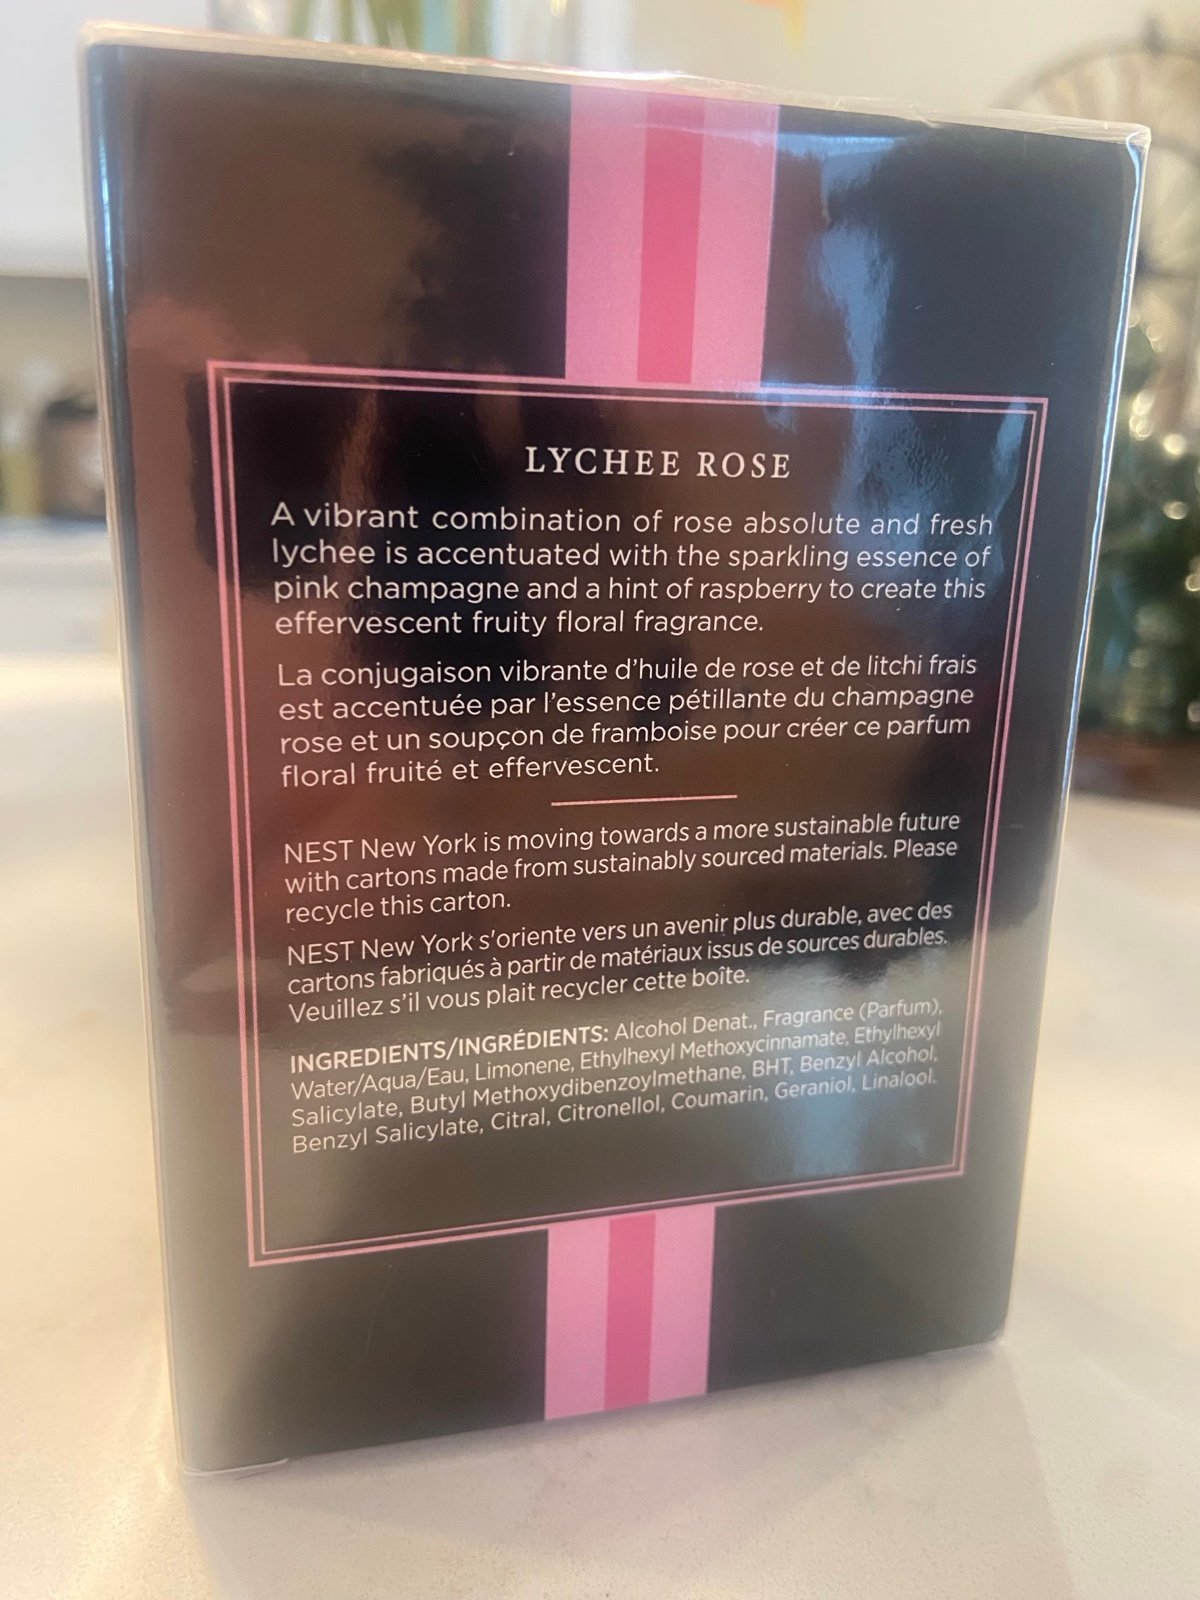 LYCHEE ROSE
A vibrant combination of rose absolute and fresh
lychee is accentuated with the sparkling essence of
pink champagne and a hint of raspberry to create this
effervescent fruity floral fragrance.
La conjugaison vibrante d'huile de rose et de litchi frais
est accentuée par l'essence pétillante du champagne
rose et un soupçon de framboise pour créer ce parfum
floral fruité et effervescent.
NEST New York is moving towards a more sustainable future
with cartons made from sustainably sourced materials. Please
recycle this carton.
NEST New York s'oriente vers un avenir plus durable, avec des
cartons fabriqués à partir de matériaux issus de sources durables.
Veuillez s'il vous plait recycler cette boîte.
INGREDIENTS/INGRÉDIENTS: Alcohol Denat., Fragrance (Parfum),
Water/Aqua/Eau, Limonene, Ethylhexyl Methoxycinnamate, Ethylhexyl
Salicylate, Butyl Methoxydibenzoylmethane, BHT, Benzyl Alcohol,
Benzyl Salicylate, Citral, Citronellol, Coumarin, Geraniol, Linalool.